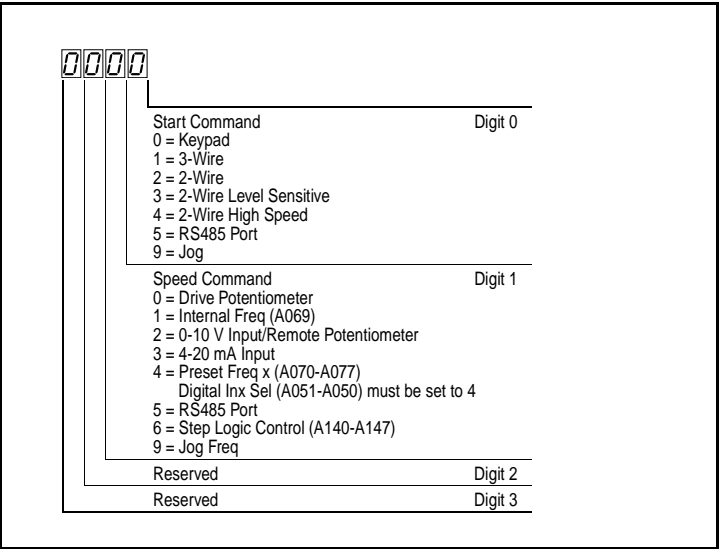 0000
Start Command Digit 0
0 = Keypad
1 = 3-Wire
2 = 2-Wire
3 = 2-Wire Level Sensitive
4 = 2-Wire High Speed
5 = RS485 Port
9 = Jog
Speed Command Digit 1
0 = Drive Potentiometer
1 = Internal Freq (A069)
2 = 0-10 V Input/Remote Potentiometer
3 = 4-20 mA Input
4 = Preset Freq x (A070-A077)
Digital Inx Sel (A051-A050) must be set to 4
5 = RS485 Port
6 = Step Logic Control (A140-A147)
9 = Jog Freq
Reserved Digit 2
Reserved Digit 3